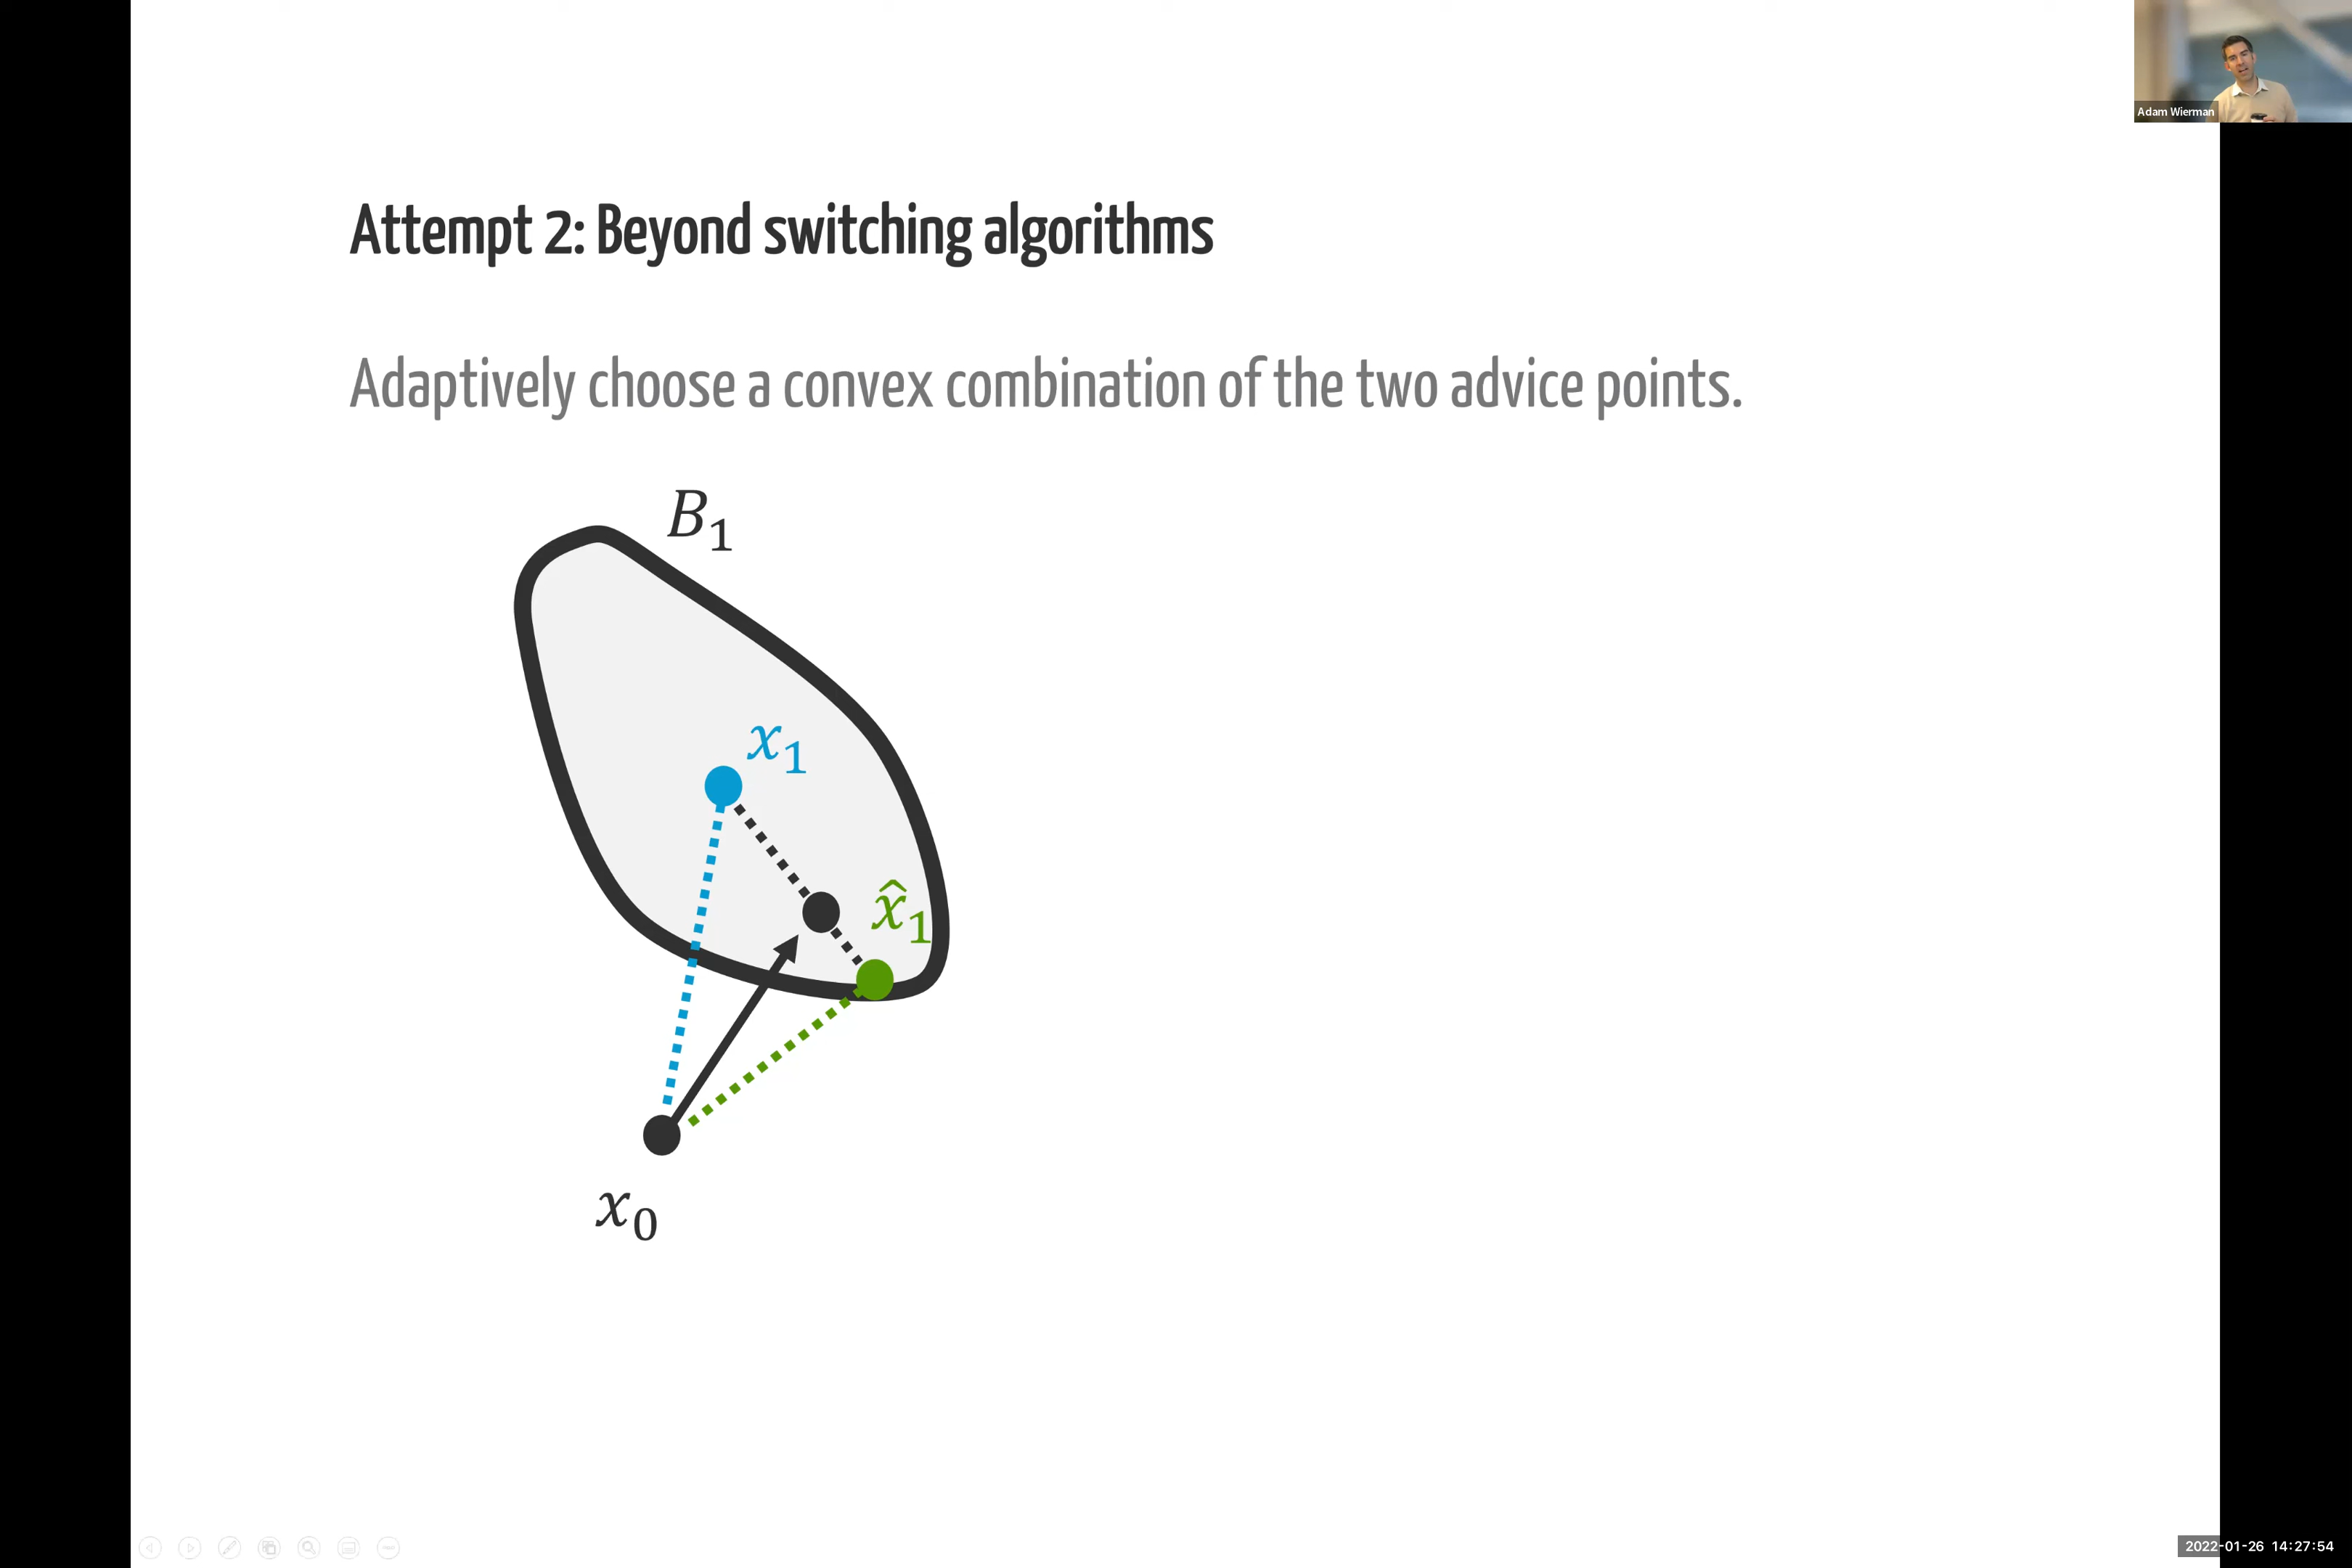 Adam Wierman
Attempt 2: Beyond switching algorithms
Adaptively choose a convex combination of the two advice points.
B₁
x₁
x̂₁
x₀
2022-01-26 14:27:54